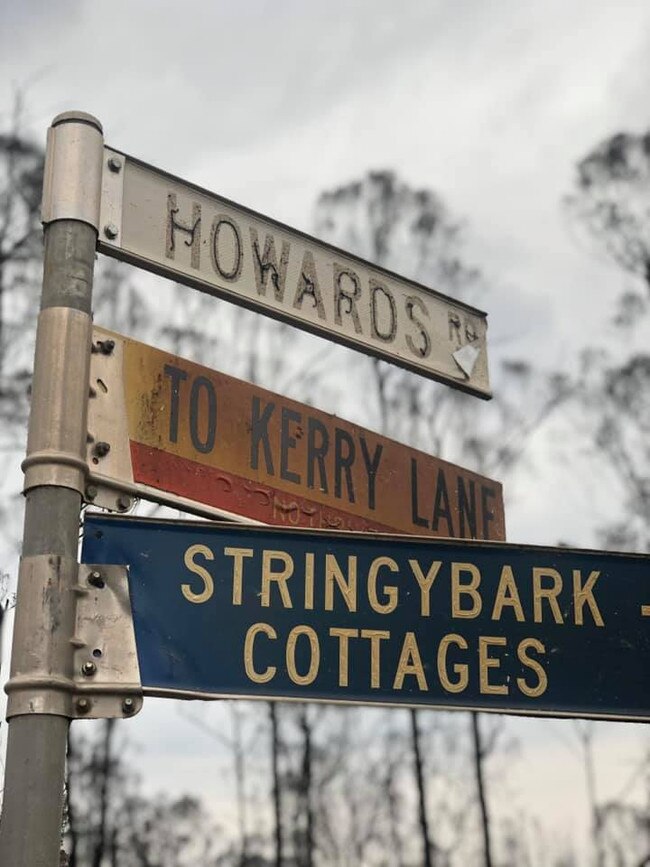 HOWARDS RD
TO KERRY LANE
STRINGYBARK
COTTAGES